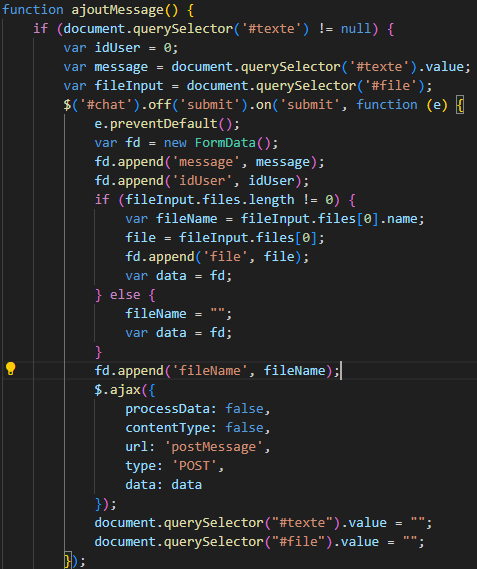 function ajoutMessage() {
if (document.querySelector('#texte') != null) {
var idUser = 0;
var message = document.querySelector('#texte').value;
var fileInput = document.querySelector('#file');
$('#chat').off('submit').on('submit', function (e) {
e.preventDefault();
var fd = new FormData();
fd.append('message', message);
fd.append('idUser', idUser);
if (fileInput.files.length != 0) {
var fileName = fileInput.files[0].name;
file = fileInput.files[0];
fd.append('file', file);
var data = fd;
} else {
fileName = "";
var data = fd;
}
fd.append('fileName', fileName);
$.ajax({
processData: false,
contentType: false,
url: 'postMessage',
type: 'POST',
data: data
});
document.querySelector("#texte").value = "";
document.querySelector("#file").value = "";
});